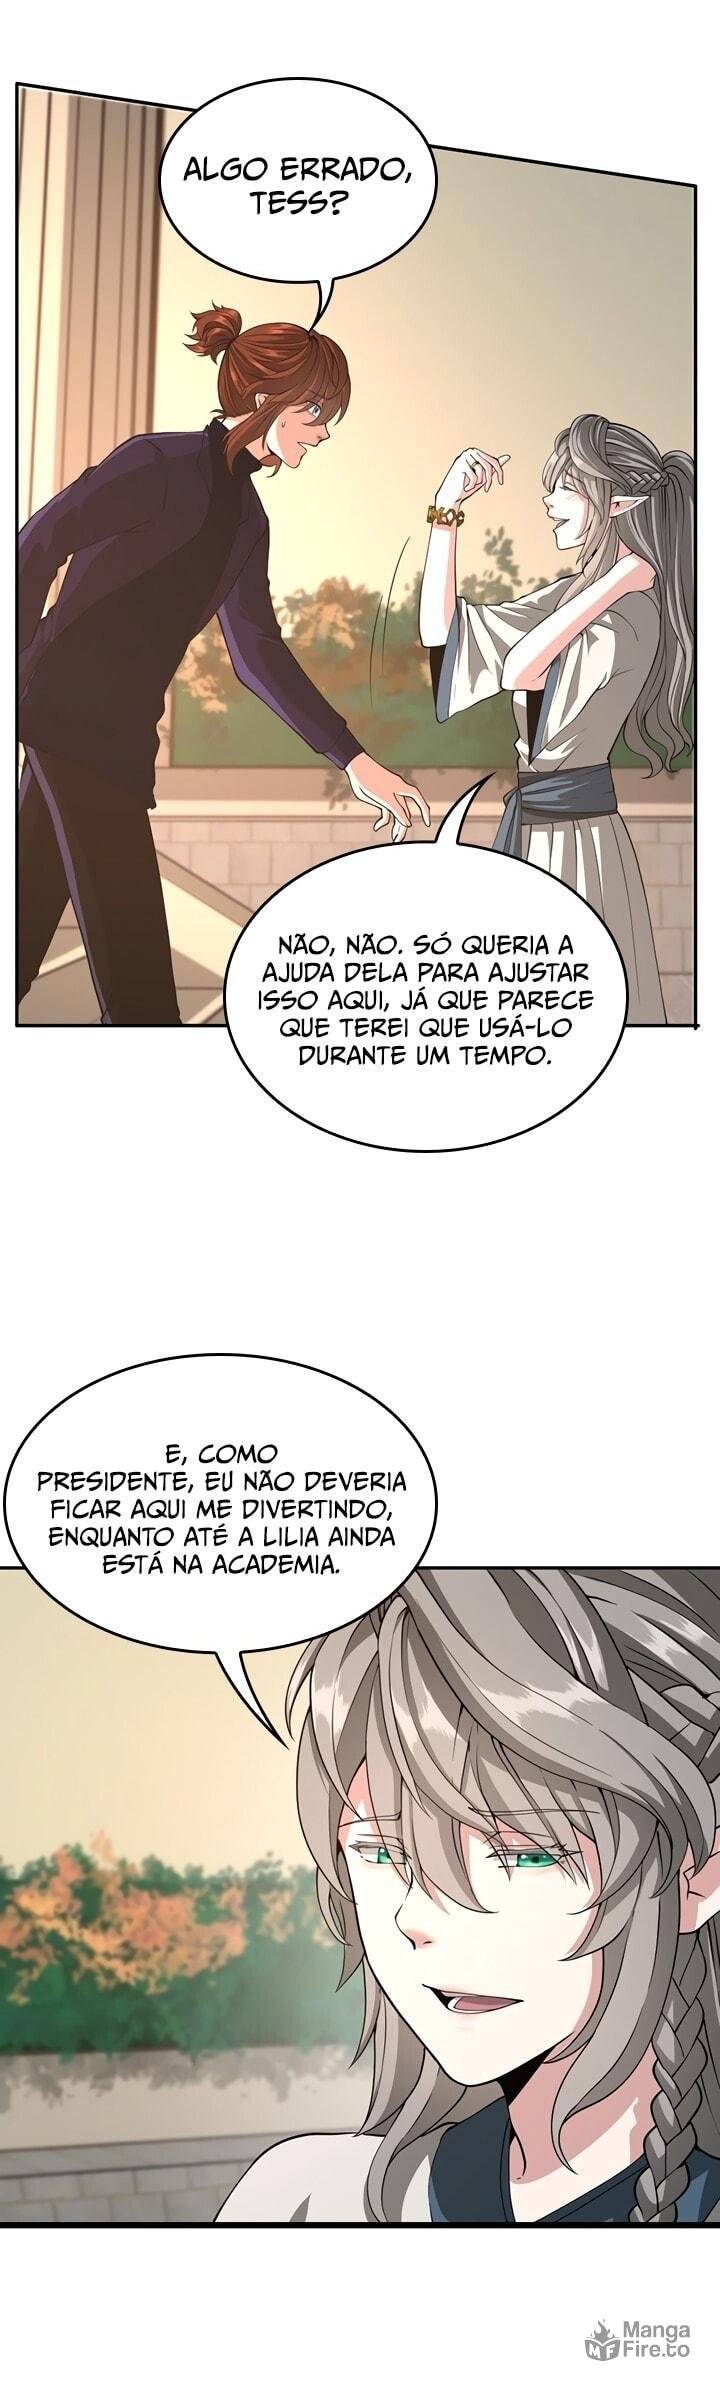 ALGO ERRADO,
TESS?
NÃO, NÃO. SÓ QUERIA A
AJUDA DELA PARA AJUSTAR
ISSO AQUI, JÁ QUE PARECE
QUE TEREI QUE USÁ-LO
DURANTE UM TEMPO.
E, COMO
PRESIDENTE, EU NÃO DEVERIA
FICAR AQUI ME DIVERTINDO,
ENQUANTO ATÉ A LILIA AINDA
ESTÁ NA ACADEMIA.
Manga
MF Fire.to